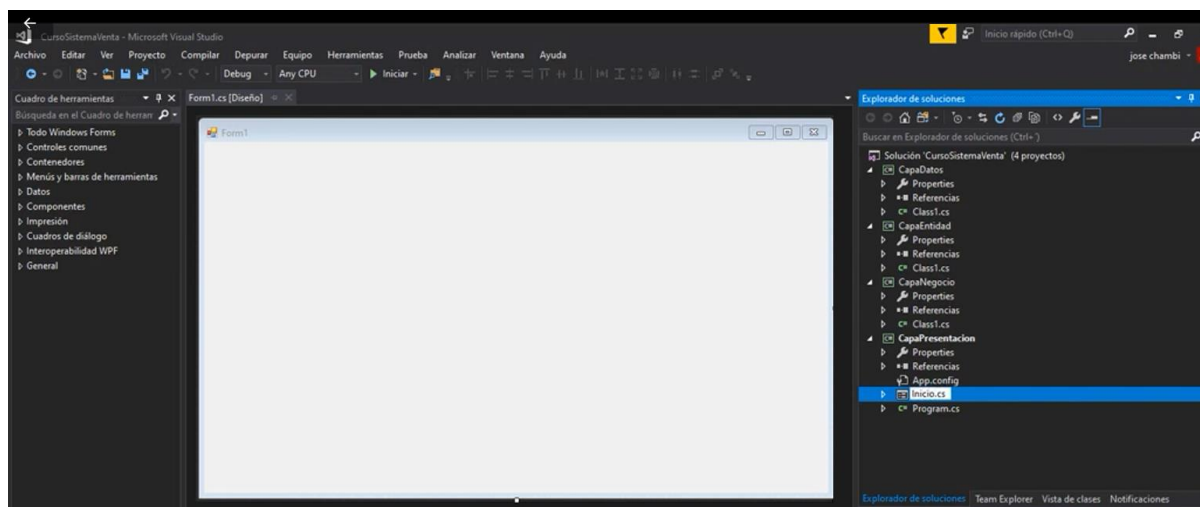 CursoSistemaVenta - Microsoft Visual Studio
Inicio rápido (Ctrl+Q)
Archivo Editar Ver Proyecto Compilar Depurar Equipo Herramientas Prueba Analizar Ventana Ayuda
jose chambi
Debug Any CPU Iniciar
Cuadro de herramientas
Búsqueda en el Cuadro de herran
Todo Windows Forms
Controles comunes
Contenedores
Menús y barras de herramientas
Datos
Componentes
Impresión
Cuadros de diálogo
Interoperabilidad WPF
General
Form1.cs [Diseño]
Form1
Explorador de soluciones
Buscar en Explorador de soluciones (Ctrl+´)
Solución 'CursoSistemaVenta' (4 proyectos)
CapaDatos
Properties
Referencias
Class1.cs
CapaEntidad
Properties
Referencias
Class1.cs
CapaNegocio
Properties
Referencias
Class1.cs
CapaPresentacion
Properties
Referencias
App.config
Inicio.cs
Program.cs
Explorador de soluciones Team Explorer Vista de clases Notificaciones